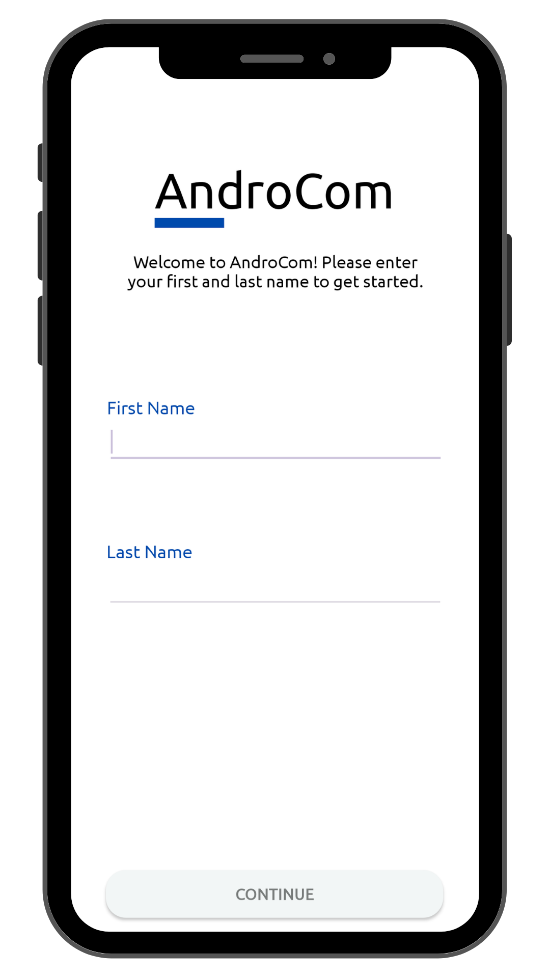 AndroCom
Welcome to AndroCom! Please enter
your first and last name to get started.
First Name
Last Name
CONTINUE